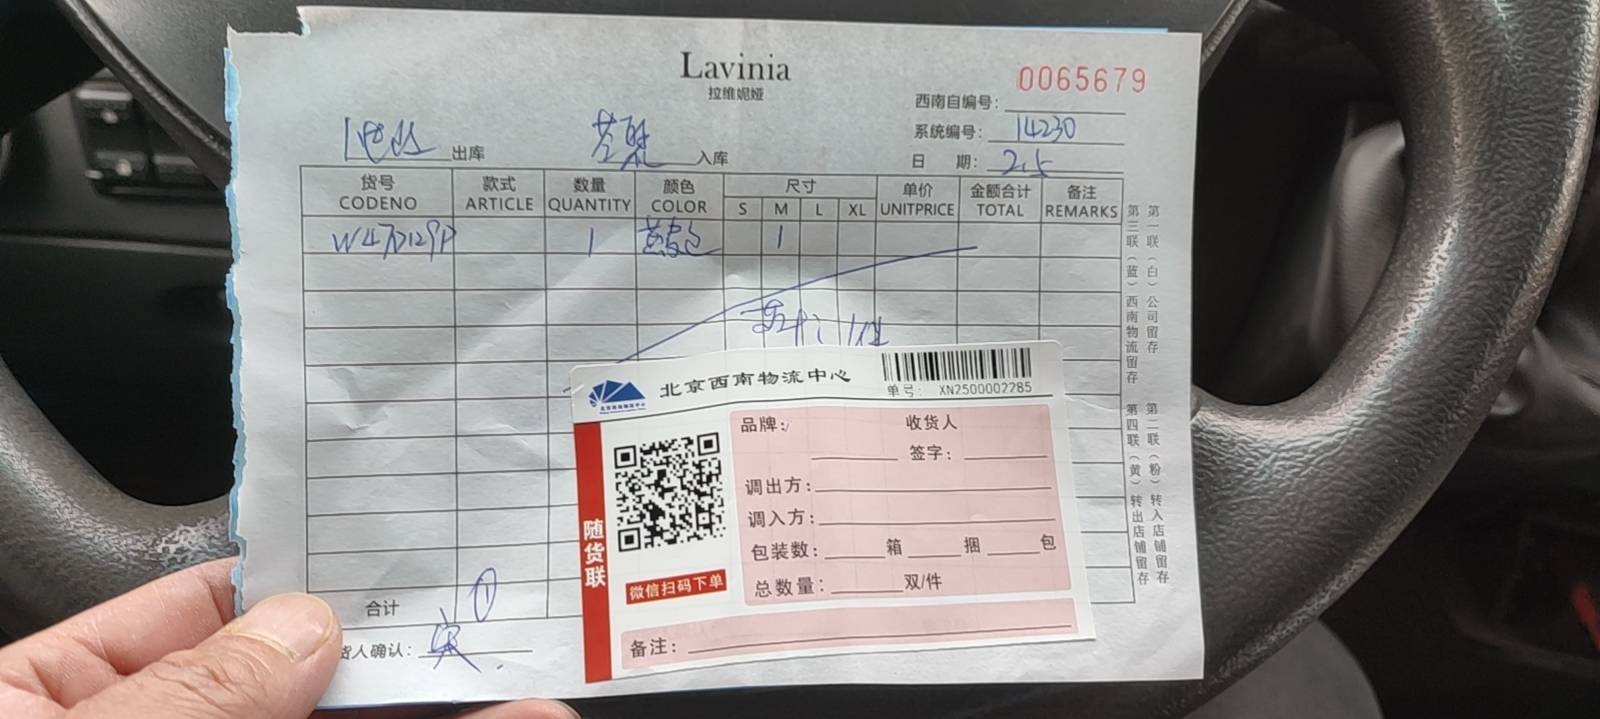 Lavinia
拉维妮娅
0065679
西南自编号:
系统编号: 14230
出库 入库 日 期: 2.5
货号 款式 数量 颜色 尺寸 单价 金额合计 备注
CODENO ARTICLE QUANTITY COLOR S M L XL UNITPRICE TOTAL REMARKS
1 1
1件
北京西南物流中心
单号: XN2500002285
品牌: 收货人
签字:
调出方:
调入方:
包装数: 箱 捆 包
总数量: 双/件
备注:
随货联
微信扫码下单
合计 ①
货人确认:
第一联(白)公司留存
第二联(粉)转入店铺留存
第三联(蓝)西南物流留存
第四联(黄)转出店铺留存